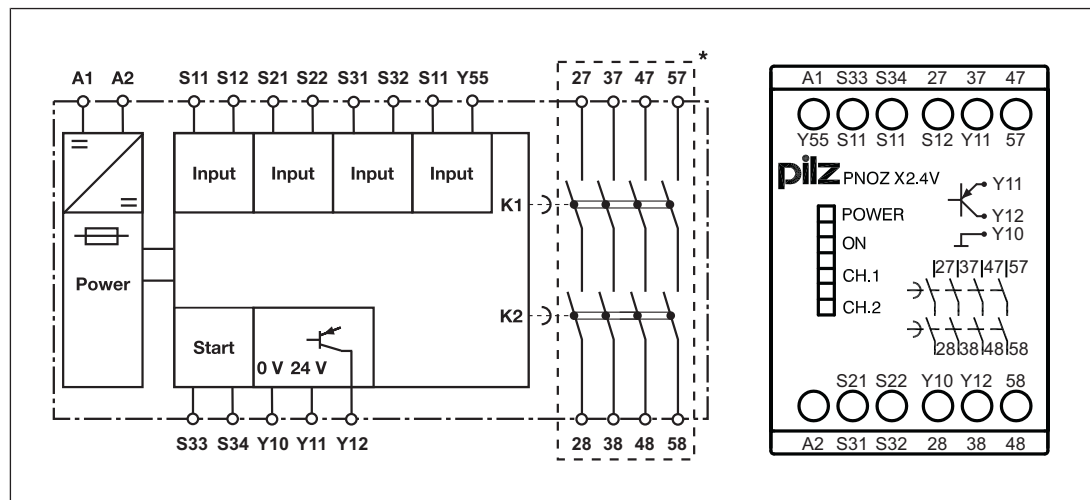 A1 A2 S11 S12 S21 S22 S31 S32 S11 Y55 27 37 47 57 *
Input Input Input Input
K1
Power
K2
Start
0 V 24 V
S33 S34 Y10 Y11 Y12 28 38 48 58
A1 S33 S34 27 37 47
Y55 S11 S11 S12 Y11 57
pilz PNOZ X2.4V
Y11
POWER
Y12
Y10
ON
27 37 47 57
CH.1
CH.2
28 38 48 58
S21 S22 Y10 Y12 58
A2 S31 S32 28 38 48